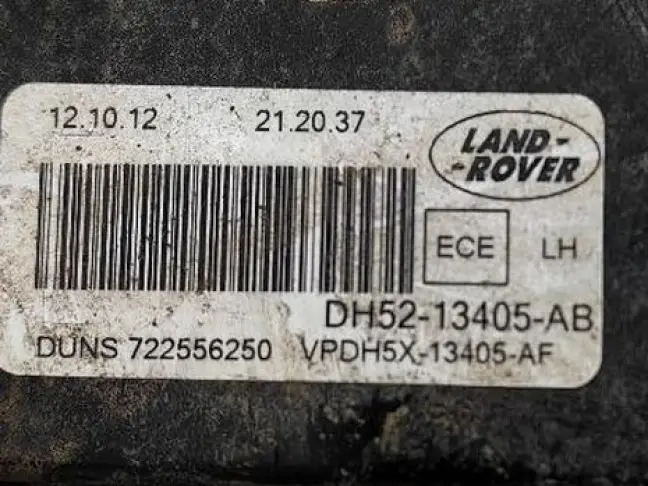 12.10.12 21.20.37
LAND-
-ROVER
ECE LH
DH52-13405-AB
DUNS 722556250 VPDH5X-13405-AF